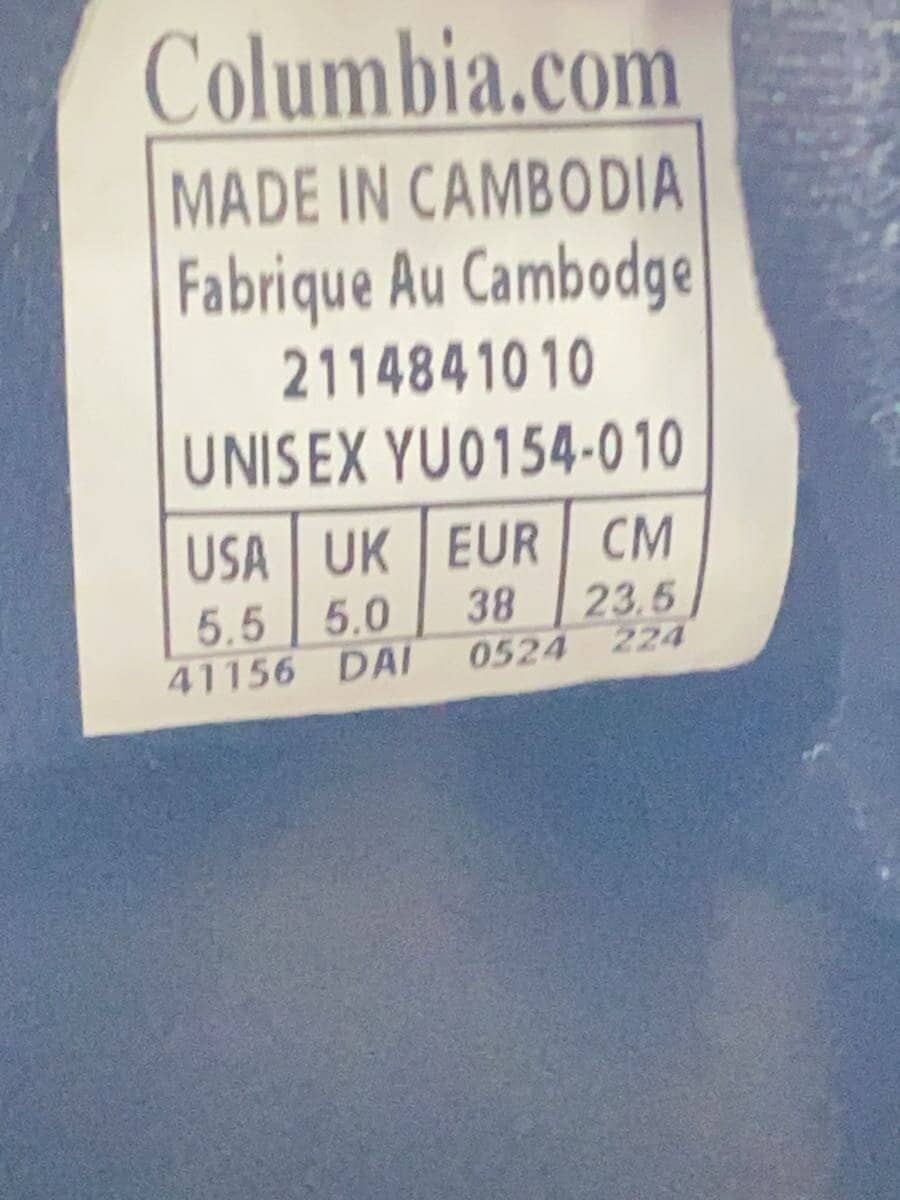 Columbia.com
MADE IN CAMBODIA
Fabrique Au Cambodge
2114841010
UNISEX YU0154-010
USA UK EUR CM
5.5 5.0 38 23.5
41156 DAI 0524 224